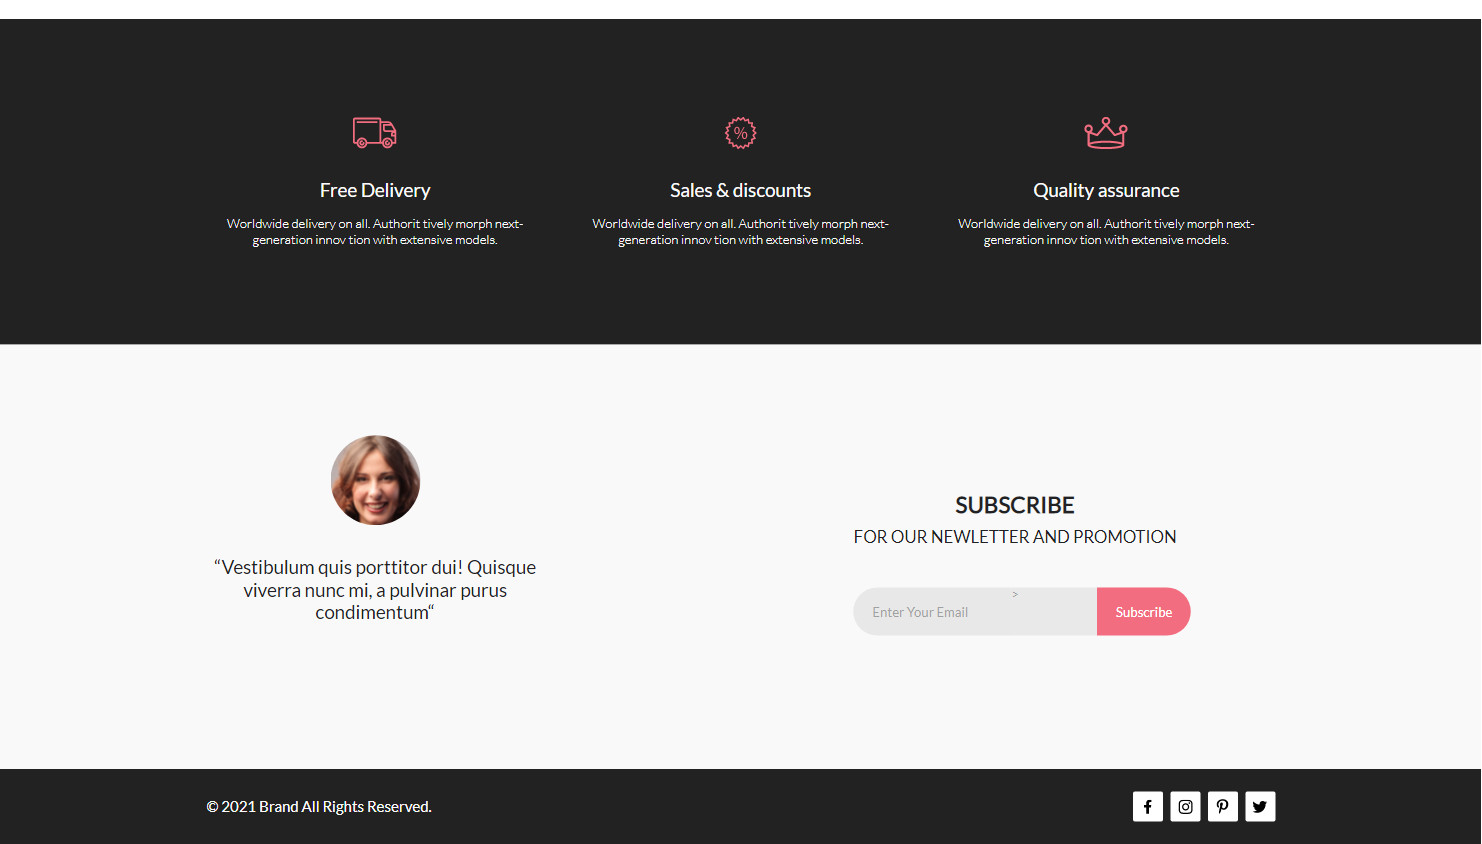 %
Free Delivery
Worldwide delivery on all. Authorit tively morph next-
generation innov tion with extensive models.
Sales & discounts
Worldwide delivery on all. Authorit tively morph next-
generation innov tion with extensive models.
Quality assurance
Worldwide delivery on all. Authorit tively morph next-
generation innov tion with extensive models.
“Vestibulum quis porttitor dui! Quisque
viverra nunc mi, a pulvinar purus
condimentum“
SUBSCRIBE
FOR OUR NEWLETTER AND PROMOTION
>
Enter Your Email
Subscribe
© 2021 Brand All Rights Reserved.